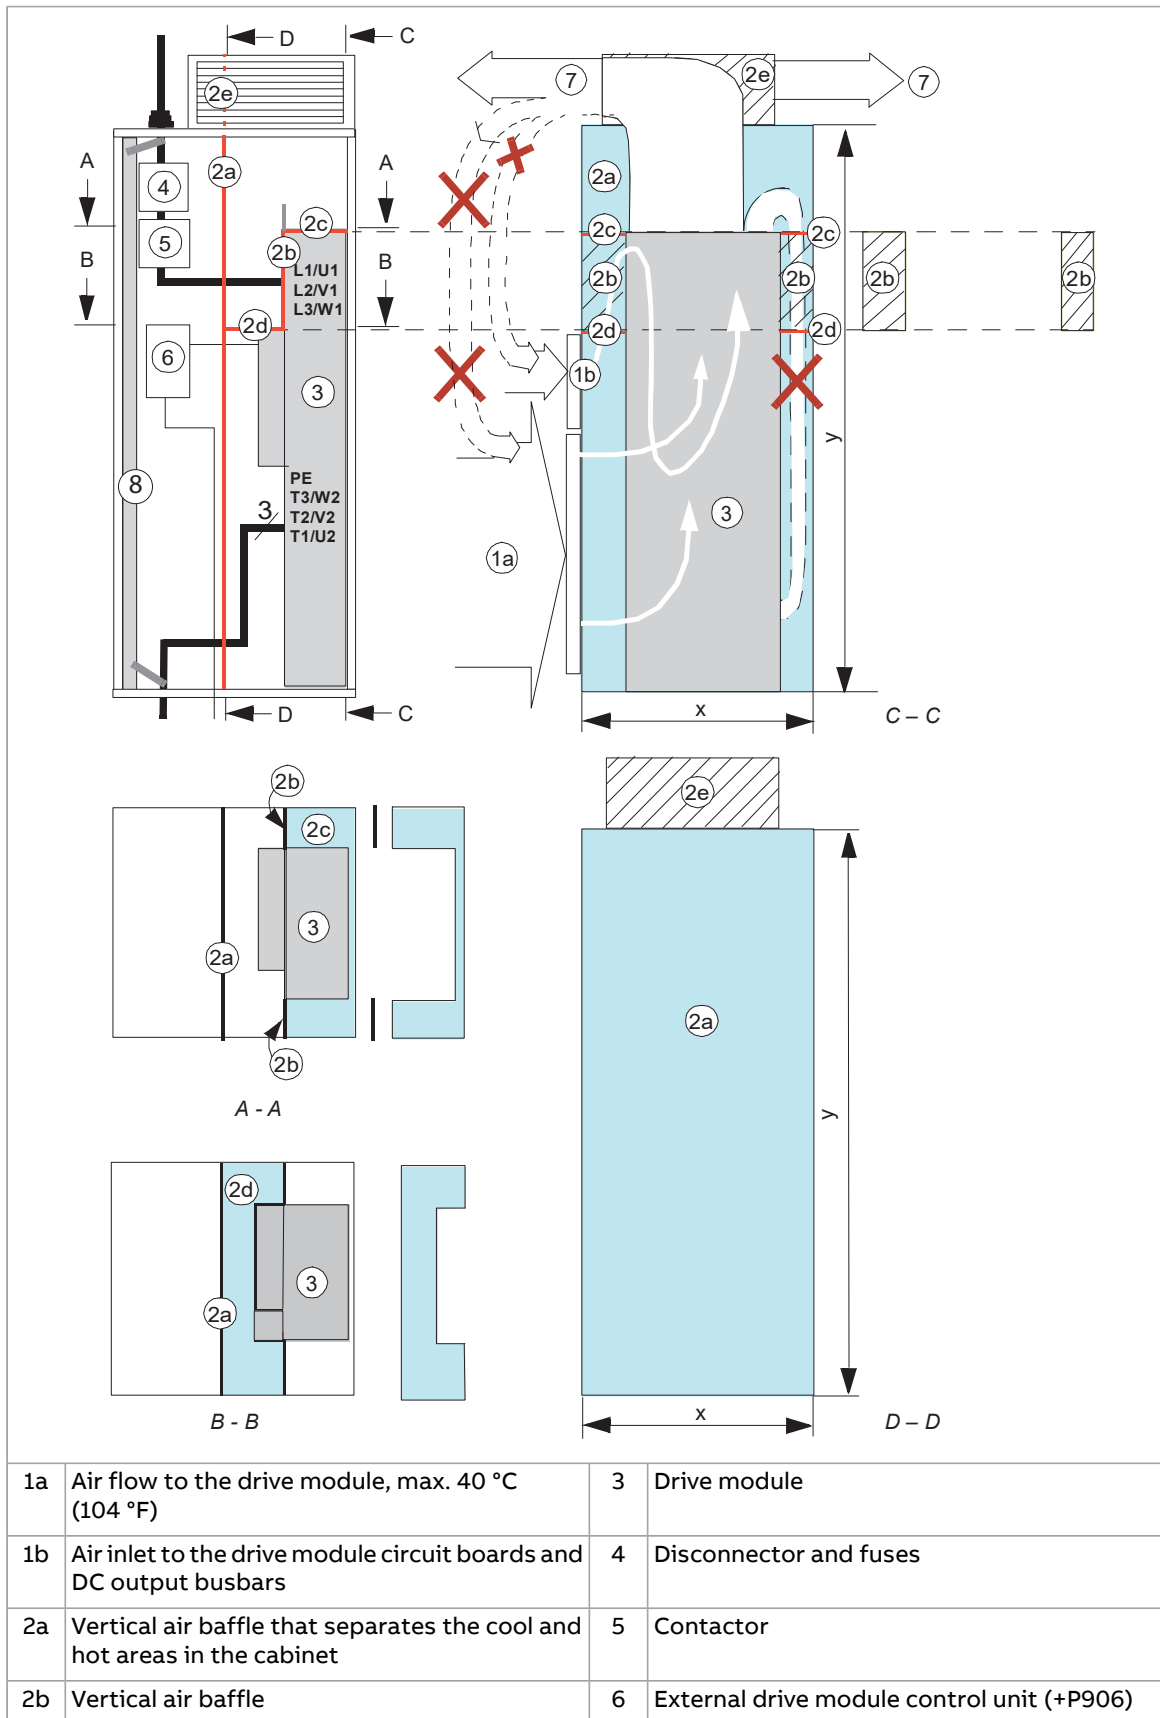 D
C
2e
7
2e
7
A
4
2a
A
2a
2c
2c
2c
B
5
2b
B
2b
2b
2b
2b
L1/U1
L2/V1
L3/W1
2d
2d
2d
6
3
1b
y
PE
8
T3/W2
3
T2/V2
3
T1/U2
1a
D
C
x
C – C
2b
2e
2c
3
2a
2a
2b
A - A
y
2d
3
2a
x
B - B
D – D
1a Air flow to the drive module, max. 40 °C
(104 °F)
3 Drive module
1b Air inlet to the drive module circuit boards and
DC output busbars
4 Disconnector and fuses
2a Vertical air baffle that separates the cool and
hot areas in the cabinet
5 Contactor
2b Vertical air baffle
6 External drive module control unit (+P906)